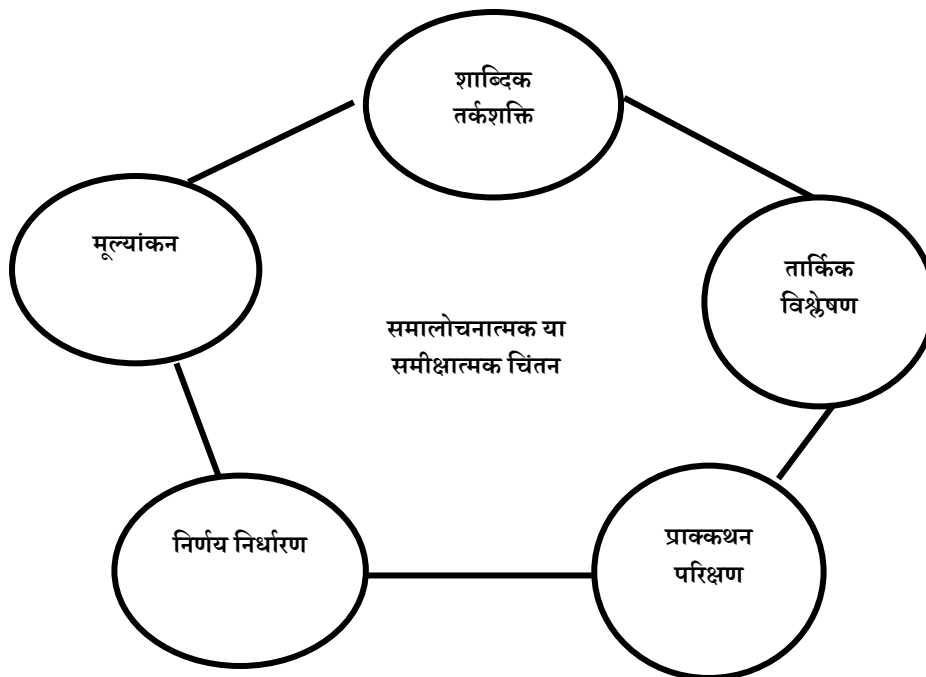 शाब्दिक
तर्कशक्ति
मूल्यांकन
तार्किक
विश्लेषण
समालोचनात्मक या
समीक्षात्मक चिंतन
निर्णय निर्धारण
प्राक्कथन
परिक्षण